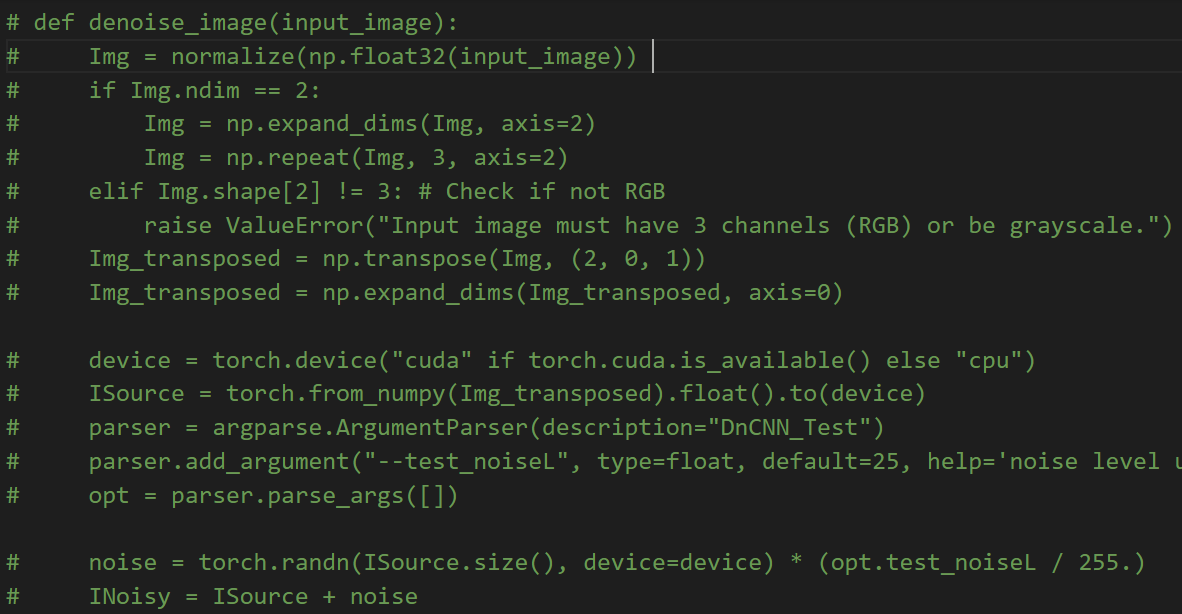 # def denoise_image(input_image):
#     Img = normalize(np.float32(input_image))
#     if Img.ndim == 2:
#         Img = np.expand_dims(Img, axis=2)
#         Img = np.repeat(Img, 3, axis=2)
#     elif Img.shape[2] != 3: # Check if not RGB
#         raise ValueError("Input image must have 3 channels (RGB) or be grayscale.")
#     Img_transposed = np.transpose(Img, (2, 0, 1))
#     Img_transposed = np.expand_dims(Img_transposed, axis=0)

#     device = torch.device("cuda" if torch.cuda.is_available() else "cpu")
#     ISource = torch.from_numpy(Img_transposed).float().to(device)
#     parser = argparse.ArgumentParser(description="DnCNN_Test")
#     parser.add_argument("--test_noiseL", type=float, default=25, help='noise level
#     opt = parser.parse_args([])

#     noise = torch.randn(ISource.size(), device=device) * (opt.test_noiseL / 255.)
#     INoisy = ISource + noise